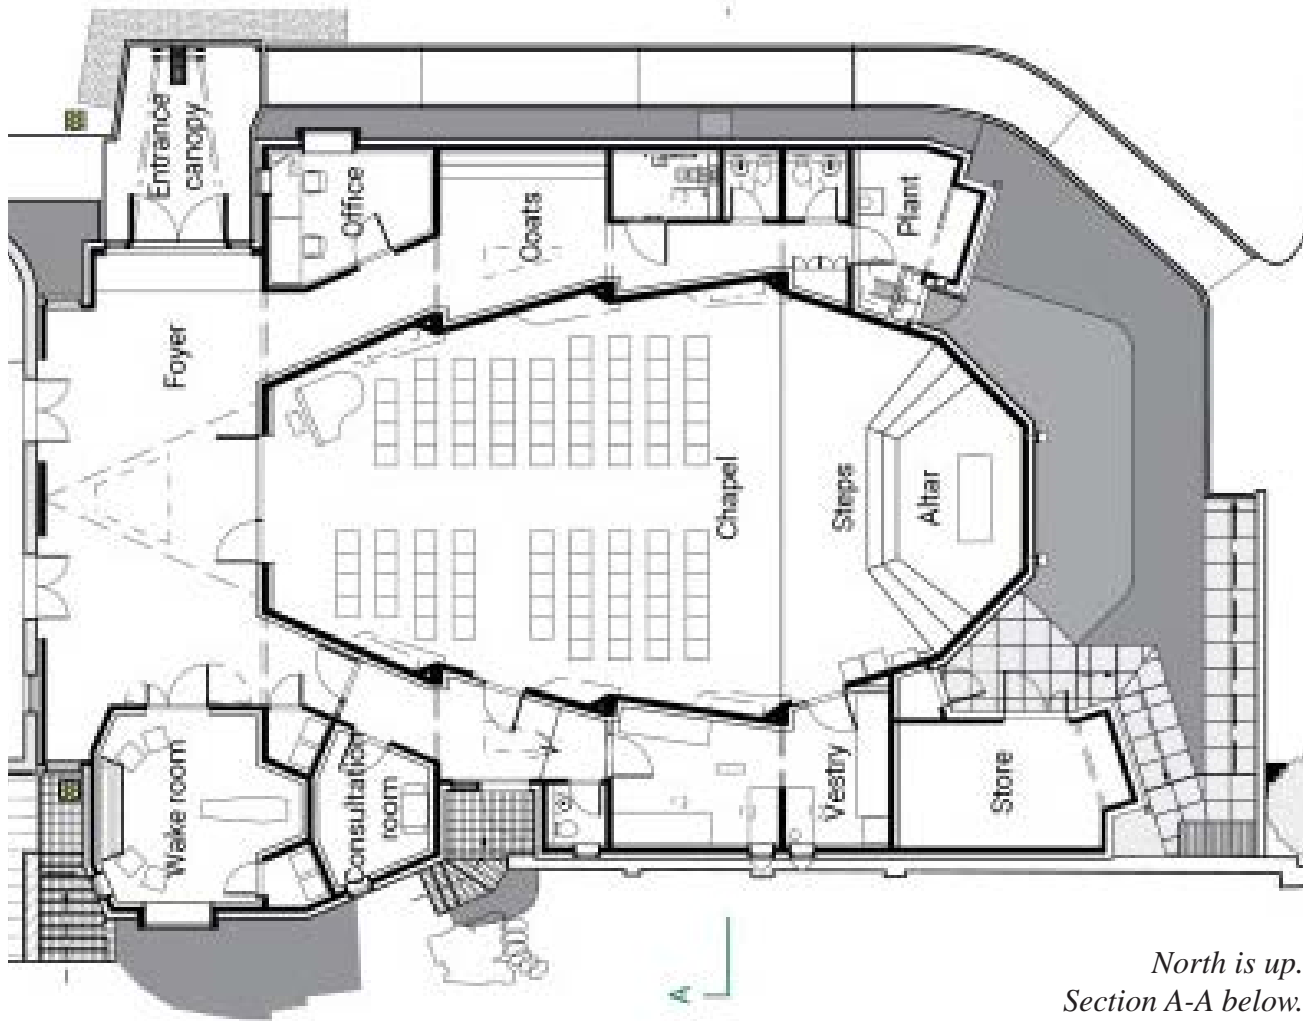 Entrance
canopy
Office
Coats
Plant
Foyer
Chapel
Steps
Altar
Wake room
Consultation
room
Vestry
Store
A
North is up.
Section A-A below.